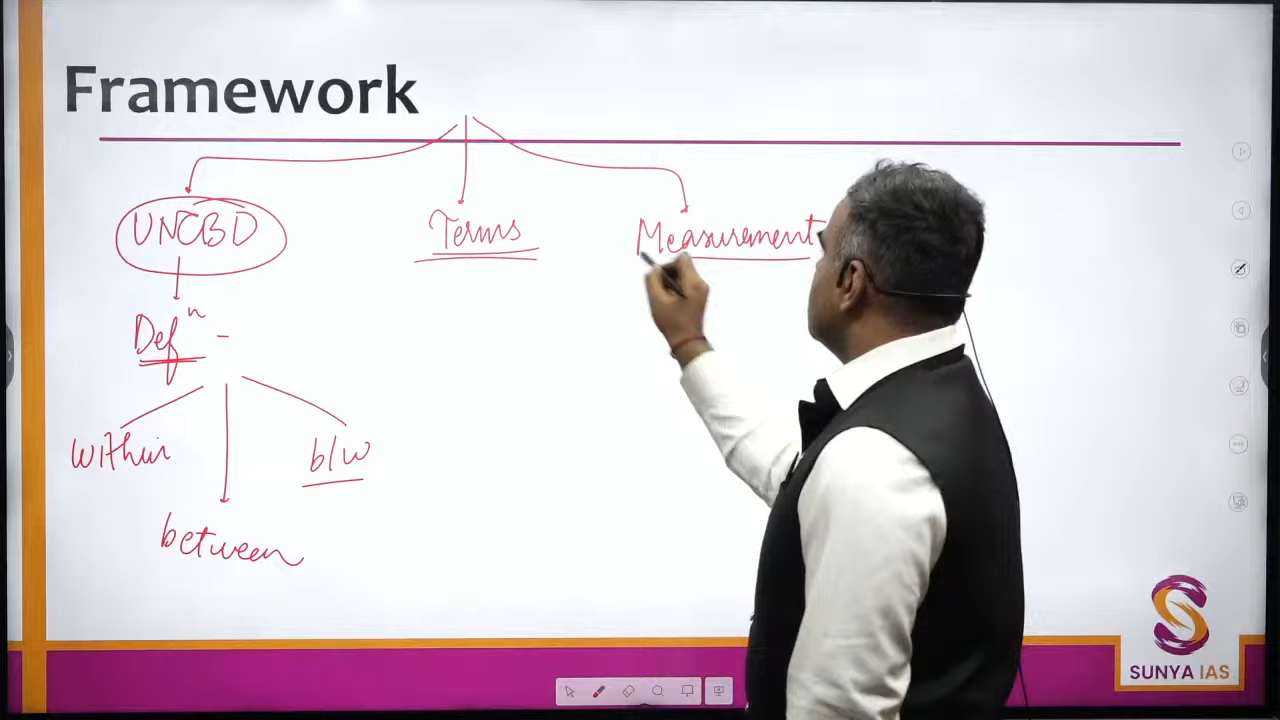 Framework
UNCBD
Terms
Measurement
Defⁿ -
within
b/w
between
SUNYA IAS